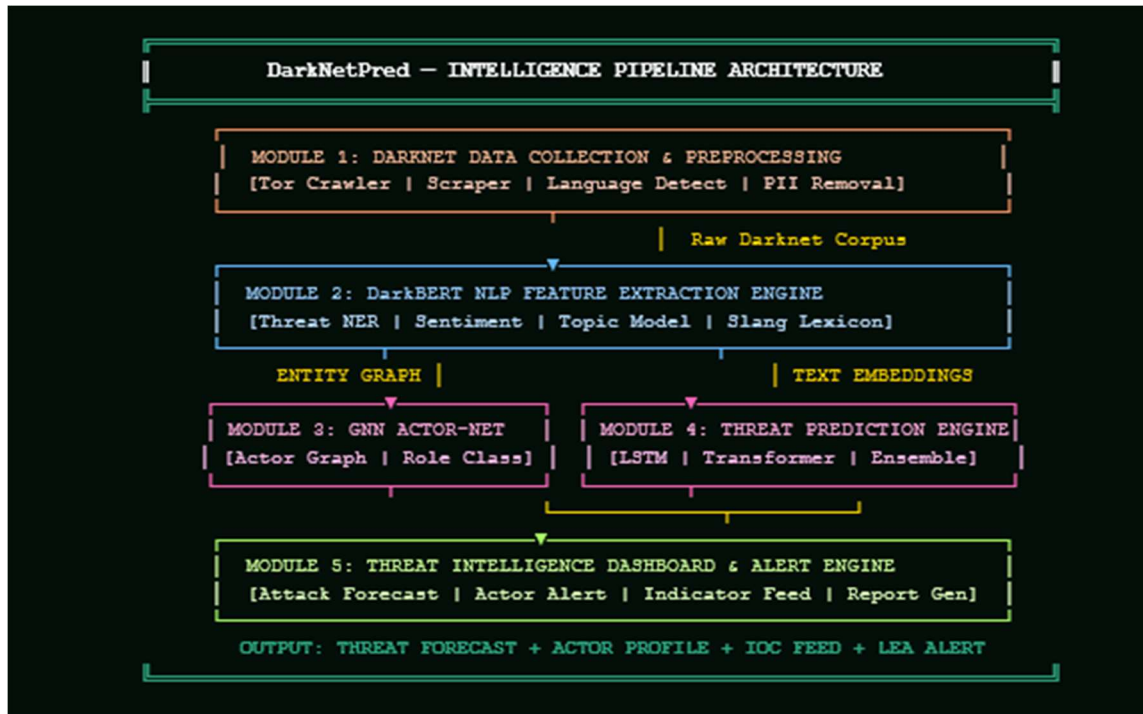 DarkNetPred — INTELLIGENCE PIPELINE ARCHITECTURE
MODULE 1: DARKNET DATA COLLECTION & PREPROCESSING
[Tor Crawler | Scraper | Language Detect | PII Removal]
Raw Darknet Corpus
MODULE 2: DarkBERT NLP FEATURE EXTRACTION ENGINE
[Threat NER | Sentiment | Topic Model | Slang Lexicon]
ENTITY GRAPH
TEXT EMBEDDINGS
MODULE 3: GNN ACTOR-NET
[Actor Graph | Role Class]
MODULE 4: THREAT PREDICTION ENGINE
[LSTM | Transformer | Ensemble]
MODULE 5: THREAT INTELLIGENCE DASHBOARD & ALERT ENGINE
[Attack Forecast | Actor Alert | Indicator Feed | Report Gen]
OUTPUT: THREAT FORECAST + ACTOR PROFILE + IOC FEED + LEA ALERT